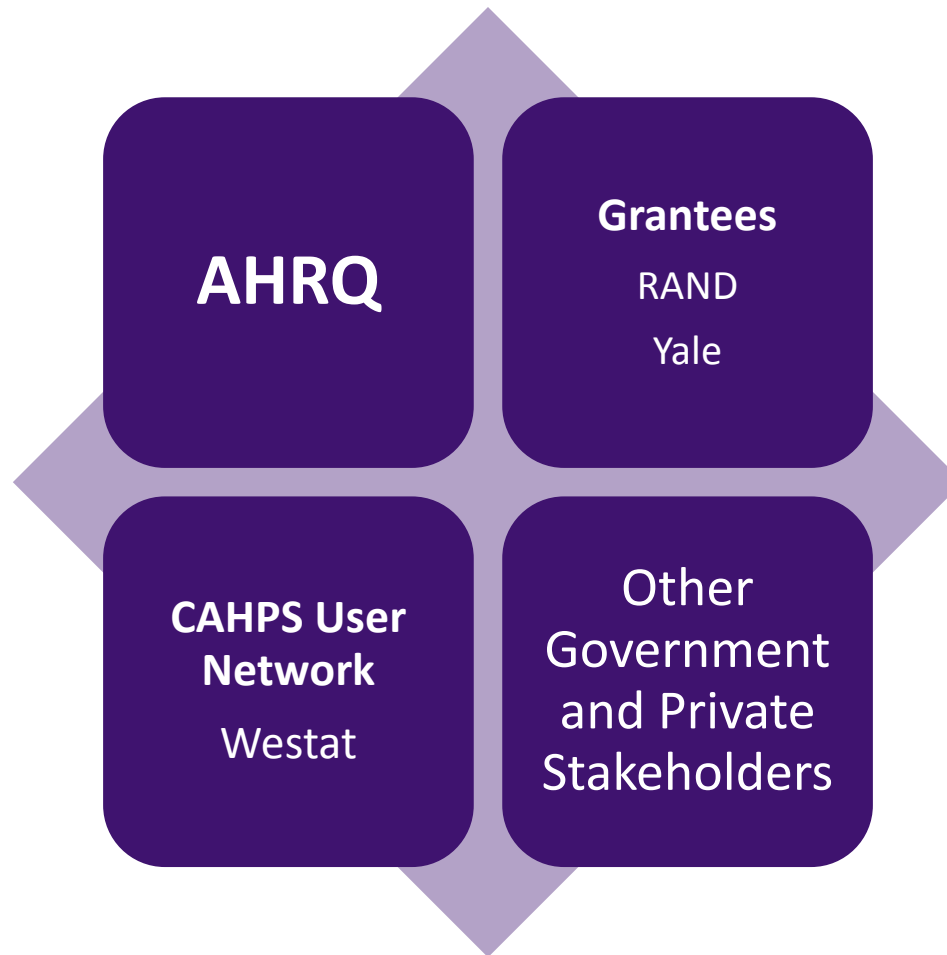 AHRQ
Grantees
RAND
Yale
CAHPS User
Network
Westat
Other
Government
and Private
Stakeholders